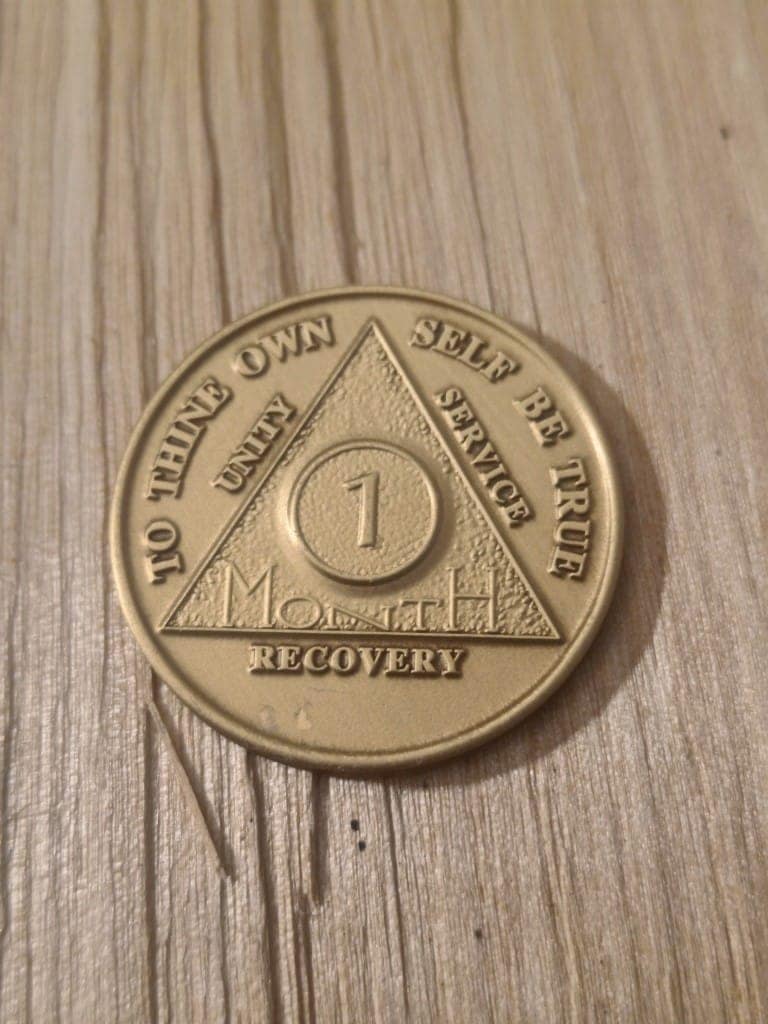 TO THINE OWN SELF BE TRUE
UNITY
SERVICE
1
MONTH
RECOVERY